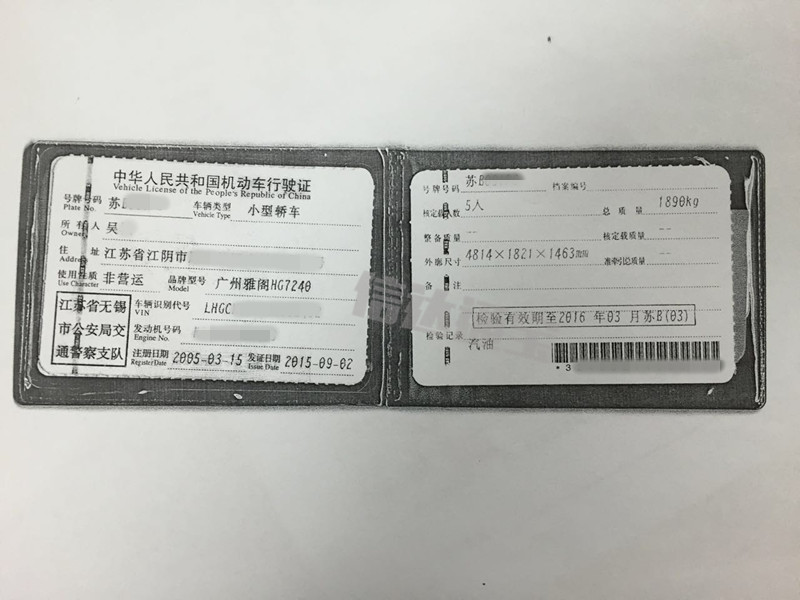 中华人民共和国机动车行驶证
Vehicle License of the People's Republic of China
号牌号码 苏 车辆类型 小型轿车
Plate No. Vehicle Type
所有人 吴
Owner
住址 江苏省江阴市
Address
使用性质 非营运 品牌型号 广州雅阁HG7240
Use Character Model
江苏省无锡
市公安局交
通警察支队
车辆识别代号 LHGC
VIN
发动机号码
Engine No.
注册日期 2005-03-15 发证日期 2015-09-02
Register Date Issue Date
号牌号码 苏B 档案编号
核定载人数 5人 总质量 1890kg
整备质量 -- 核定载质量 --
外廓尺寸 4814×1821×1463 准牵引总质量 --
备注
检验有效期至2016 年03 月苏B(03)
检验记录
汽油
*3